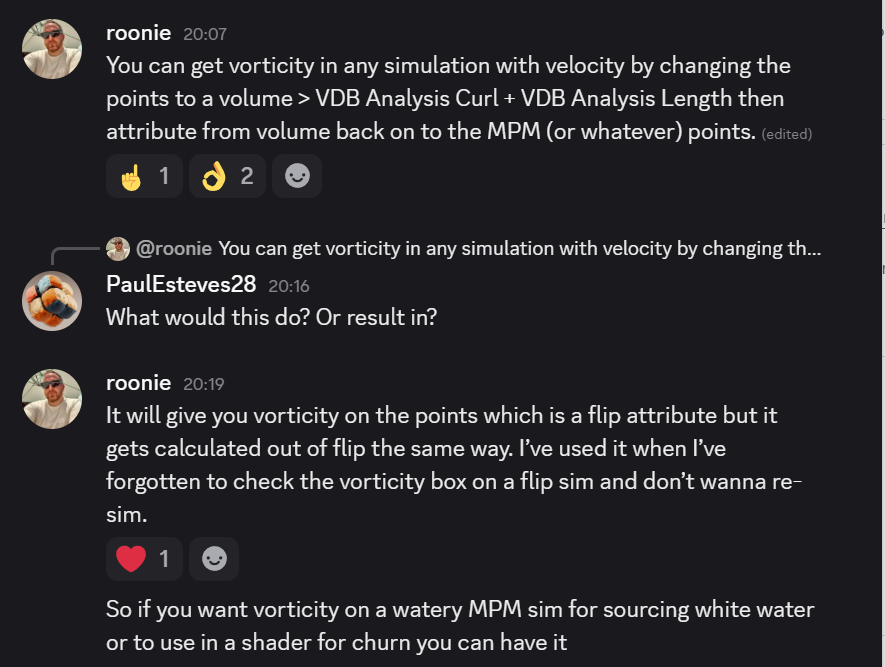 roonie 20:07
You can get vorticity in any simulation with velocity by changing the
points to a volume > VDB Analysis Curl + VDB Analysis Length then
attribute from volume back on to the MPM (or whatever) points. (edited)
☝️ 1 👌 2
@roonie You can get vorticity in any simulation with velocity by changing th...
PaulEsteves28 20:16
What would this do? Or result in?
roonie 20:19
It will give you vorticity on the points which is a flip attribute but it
gets calculated out of flip the same way. I’ve used it when I’ve
forgotten to check the vorticity box on a flip sim and don’t wanna re-
sim.
❤️ 1
So if you want vorticity on a watery MPM sim for sourcing white water
or to use in a shader for churn you can have it